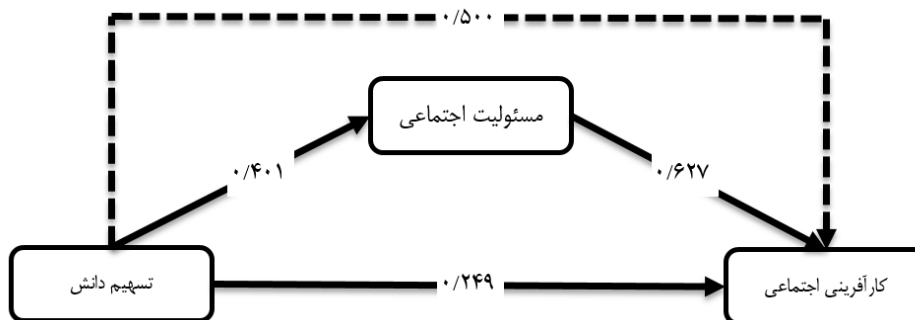 ۰/۵۰۰
مسئولیت اجتماعی
۰/۶۲۷
۰/۴۰۱
کارآفرینی اجتماعی
۰/۲۴۹
تسهیم دانش